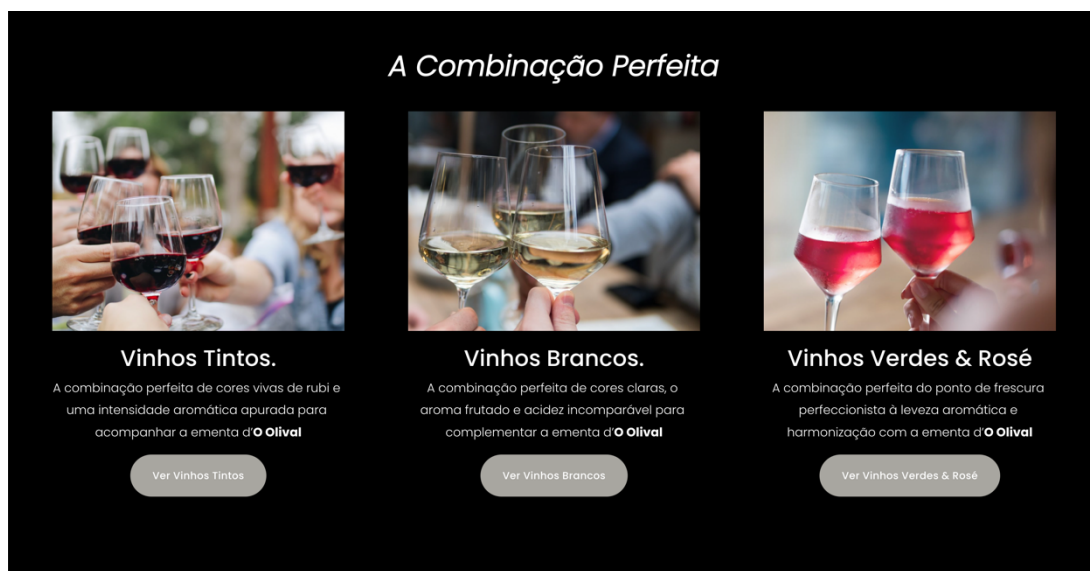 A Combinação Perfeita
Vinhos Tintos.
A combinação perfeita de cores vivas de rubi e
uma intensidade aromática apurada para
acompanhar a ementa d'O Olival
Ver Vinhos Tintos
Vinhos Brancos.
A combinação perfeita de cores claras, o
aroma frutado e acidez incomparável para
complementar a ementa d'O Olival
Ver Vinhos Brancos
Vinhos Verdes & Rosé
A combinação perfeita do ponto de frescura
perfeccionista à leveza aromática e
harmonização com a ementa d'O Olival
Ver Vinhos Verdes & Rosé